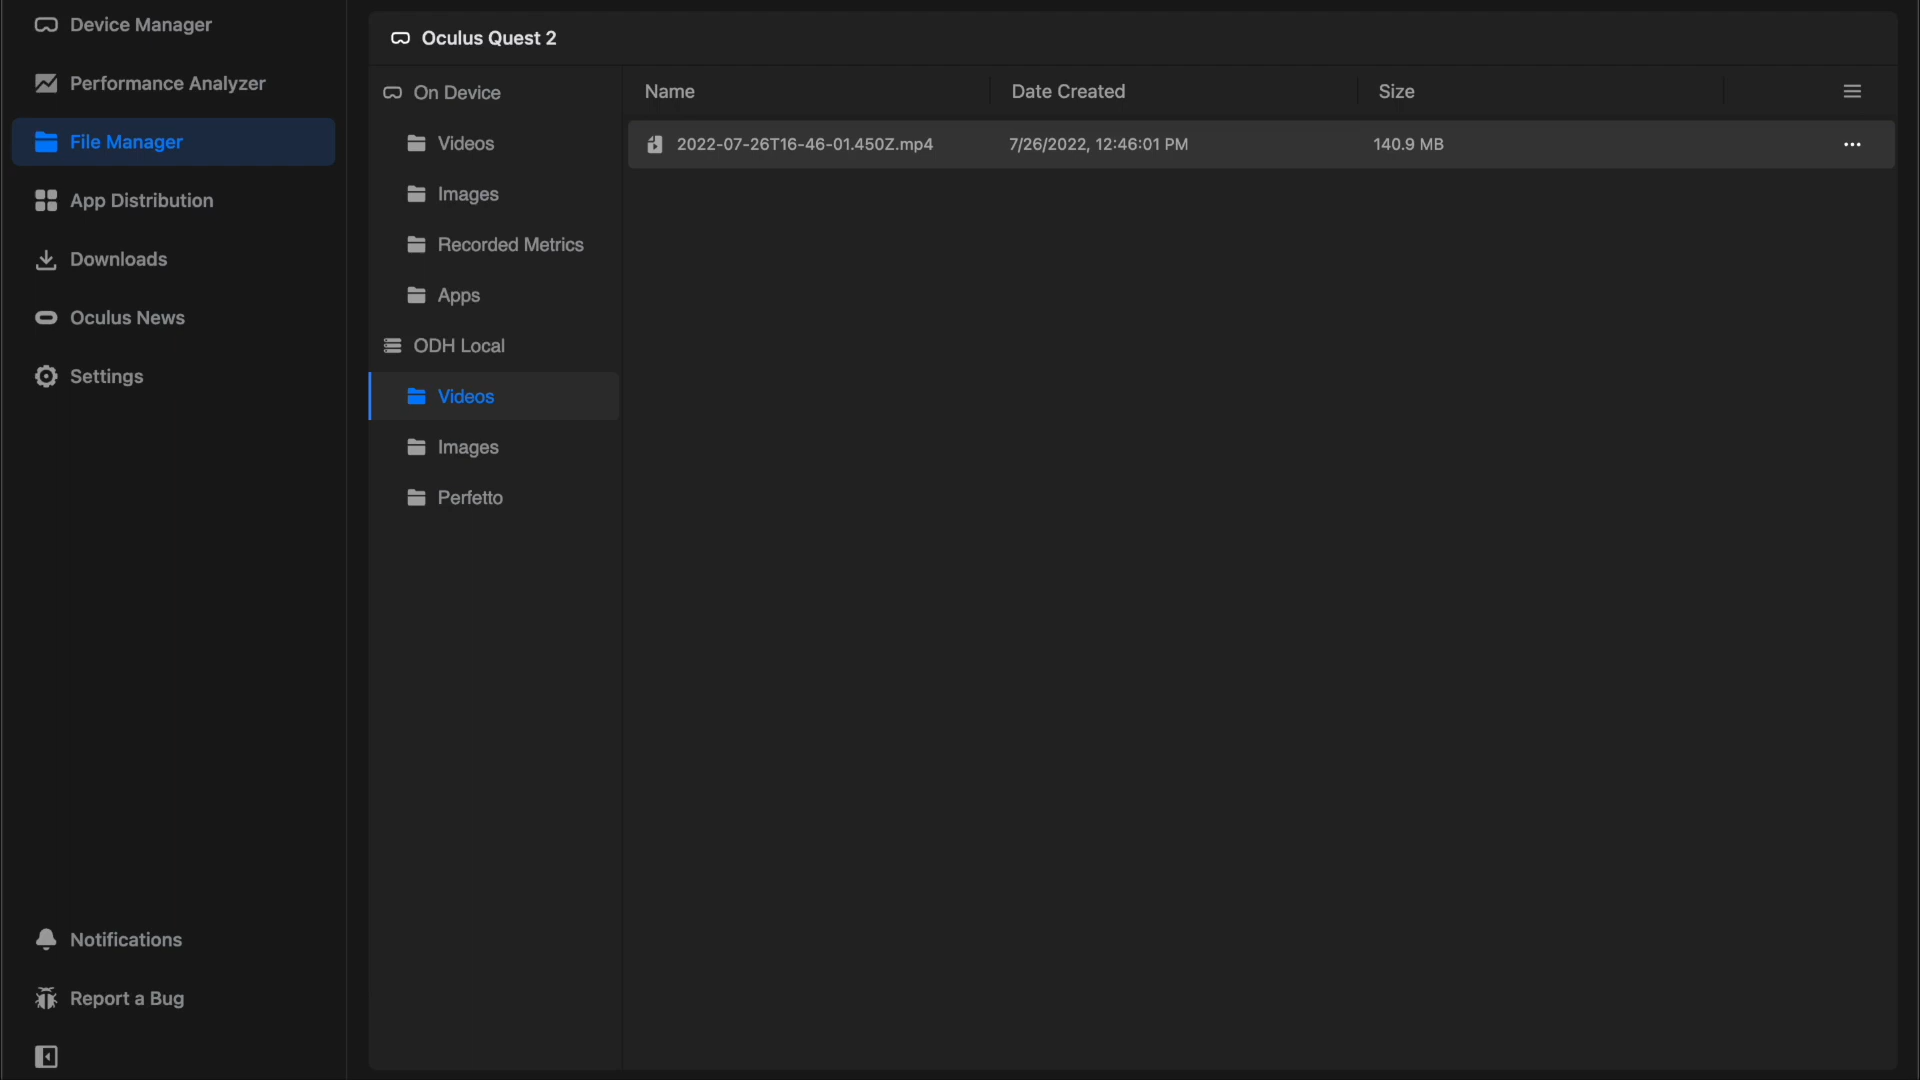 Device Manager
Performance Analyzer
File Manager
App Distribution
Downloads
Oculus News
Settings
Notifications
Report a Bug
Oculus Quest 2
On Device
Videos
Images
Recorded Metrics
Apps
ODH Local
Videos
Images
Perfetto
Name Date Created Size
2022-07-26T16-46-01.450Z.mp4 7/26/2022, 12:46:01 PM 140.9 MB